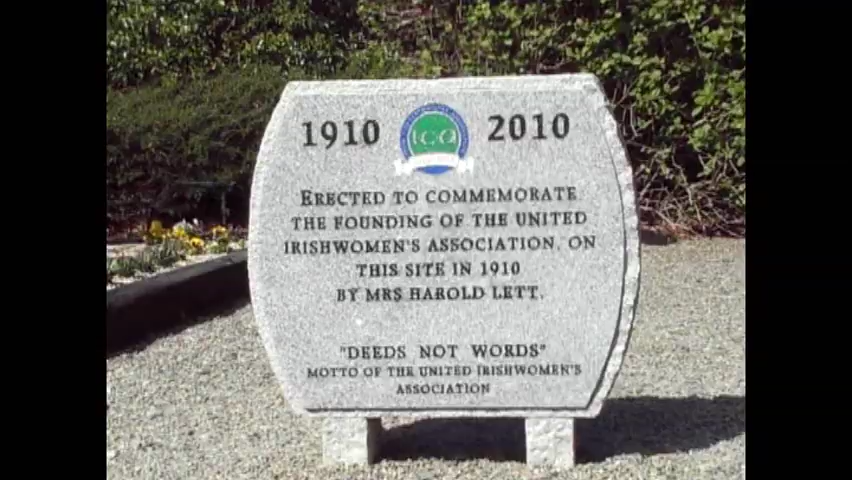 1910 ICA 2010
ERECTED TO COMMEMORATE
THE FOUNDING OF THE UNITED
IRISHWOMEN'S ASSOCIATION, ON
THIS SITE IN 1910
BY MRS HAROLD LETT.
"DEEDS NOT WORDS"
MOTTO OF THE UNITED IRISHWOMEN'S
ASSOCIATION